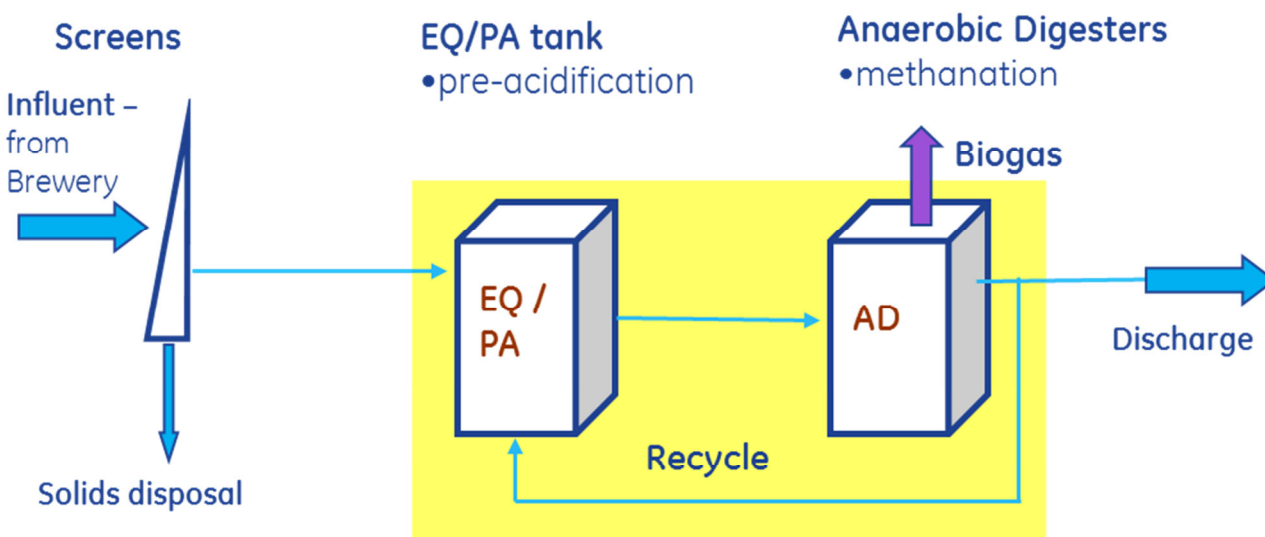 Screens
EQ/PA tank
•pre-acidification
Anaerobic Digesters
•methanation
Influent –
from
Brewery
Biogas
EQ /
PA
AD
Discharge
Recycle
Solids disposal